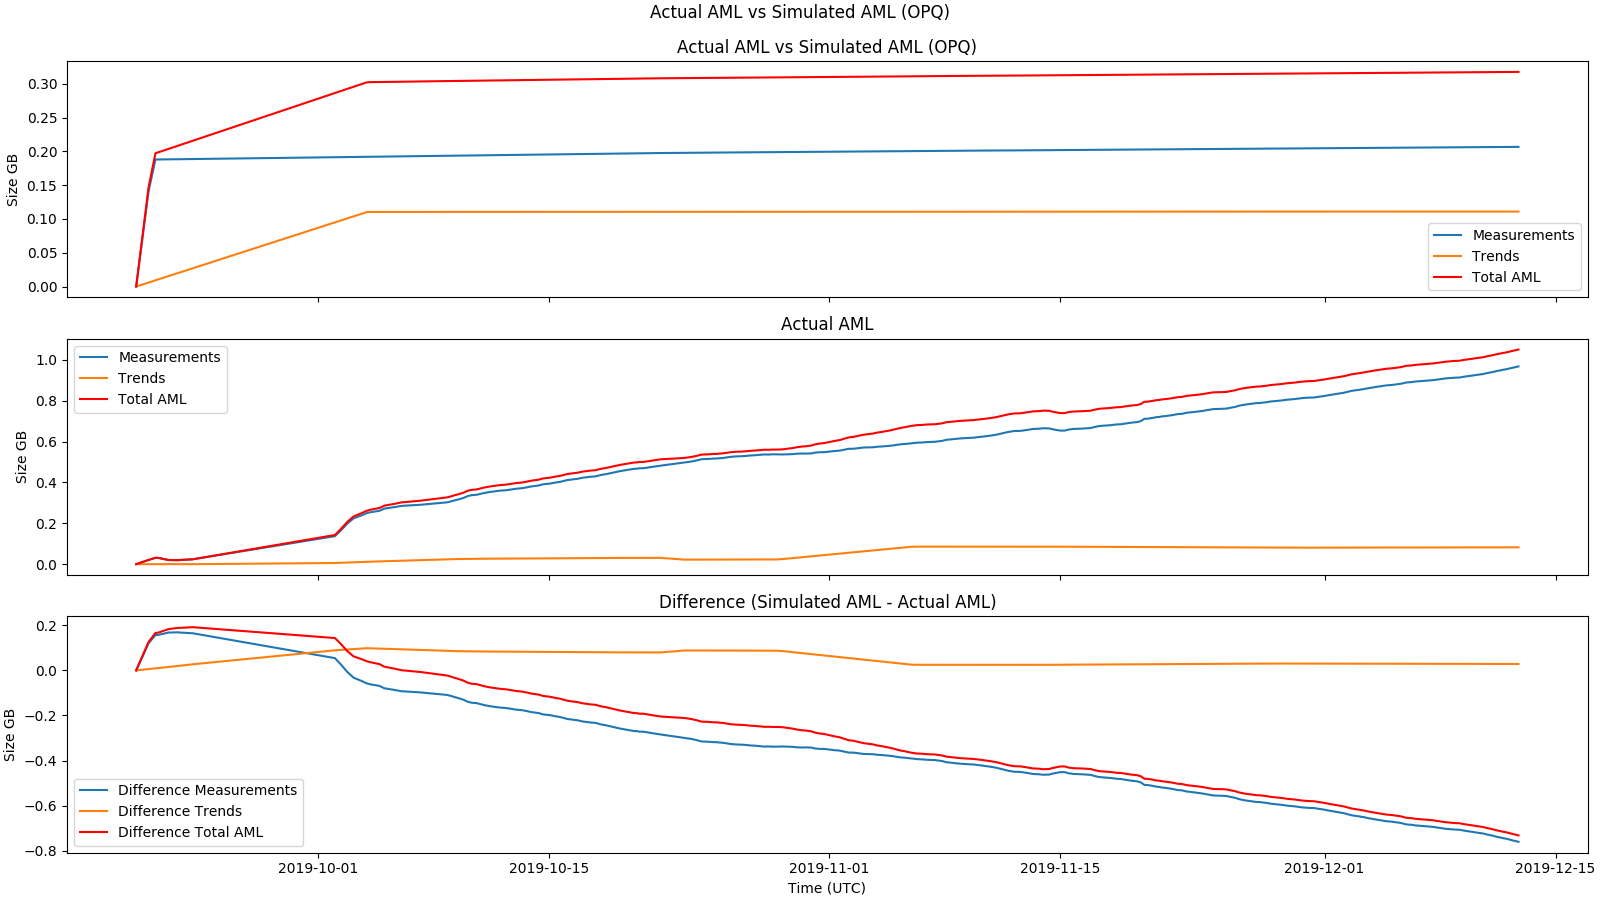 Actual AML vs Simulated AML (OPQ)
Actual AML vs Simulated AML (OPQ)
0.30
0.25
0.20
0.15
0.10
0.05
0.00
Size GB
Measurements
Trends
Total AML
Actual AML
1.0
0.8
0.6
0.4
0.2
0.0
Size GB
Measurements
Trends
Total AML
Difference (Simulated AML - Actual AML)
0.2
0.0
−0.2
−0.4
−0.6
−0.8
Size GB
Difference Measurements
Difference Trends
Difference Total AML
2019-10-01
2019-10-15
2019-11-01
2019-11-15
2019-12-01
2019-12-15
Time (UTC)